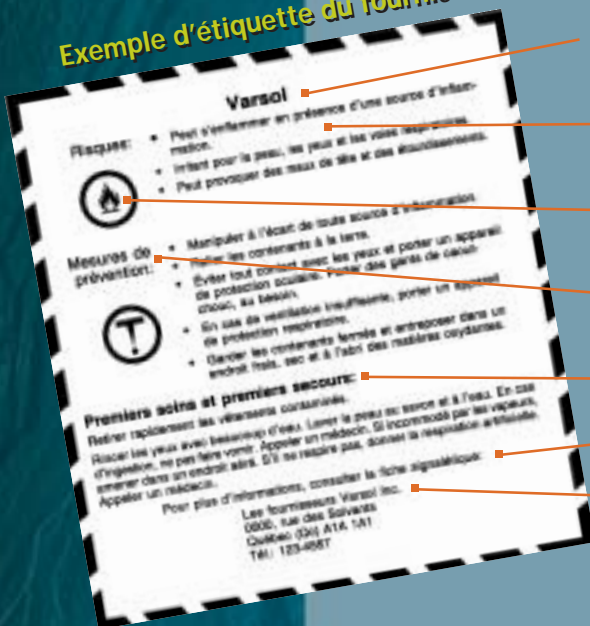 Exemple d'étiquette du fournis
Varsol
Risques:
• Peut s'enflammer en présence d'une source d'inflam-
mation.
• Irritant pour la peau, les yeux et les voies respiratoires.
• Peut provoquer des maux de tête et des étourdissements.
Mesures de
prévention:
• Manipuler à l'écart de toute source d'inflammation.
• les contenants à la terre.
• Éviter tout contact avec les yeux et porter un appareil
de protection oculaire. Porter des gants de caout-
chouc, au besoin.
• En cas de ventilation insuffisante, porter un appareil
de protection respiratoire.
• Garder les contenants fermés et entreposer dans un
endroit frais, sec et à l'abri des matières oxydantes.
Premiers soins et premiers secours:
Retirer rapidement les vêtements contaminés.
Rincer les yeux avec beaucoup d'eau. Laver la peau au savon et à l'eau. En cas
d'ingestion, ne pas faire vomir. Appeler un médecin. Si incommodé par les vapeurs,
amener dans un endroit aéré. S'il ne respire pas, donner la respiration artificielle.
Appeler un médecin.
Pour plus d'informations, consulter la fiche signalétique:
Les fournisseurs Varsol inc.
0000, rue des Solvants
Québec (Qc) A1A 1A1
Tél.: 123-4567